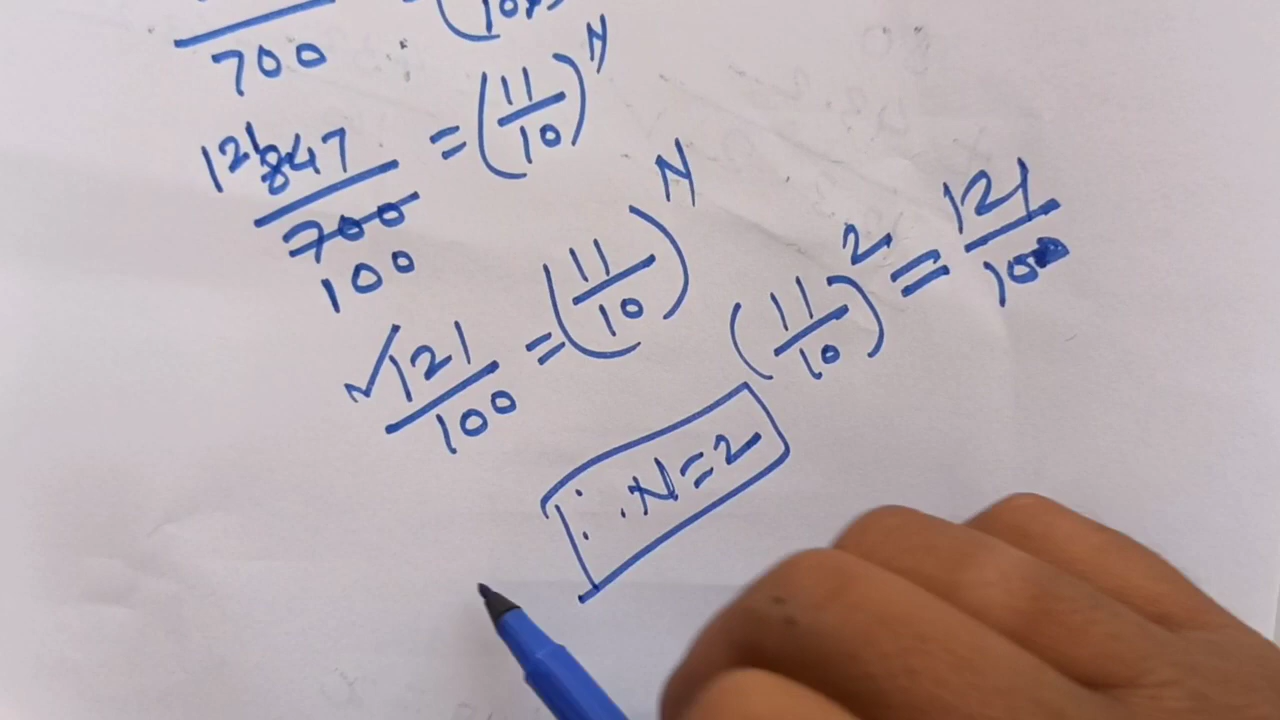 700
121 847 = (11/10)^N
700
100
√121/100 = (11/10)^N
(11/10)^2 = 121/100
∴ N=2